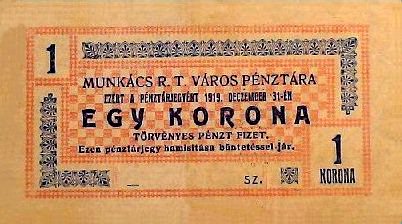 1
MUNKÁCS R. T. VÁROS PÉNZTÁRA
EZERT A PÉNZTÁRJEGYÉRT 1919. DECZEMBER 31-ÉN
EGY KORONA
TÖRVÉNYES PÉNZT FIZET.
Ezen pénztárjegy hamisitása büntetéssel jár.
SZ.
1
KORONA